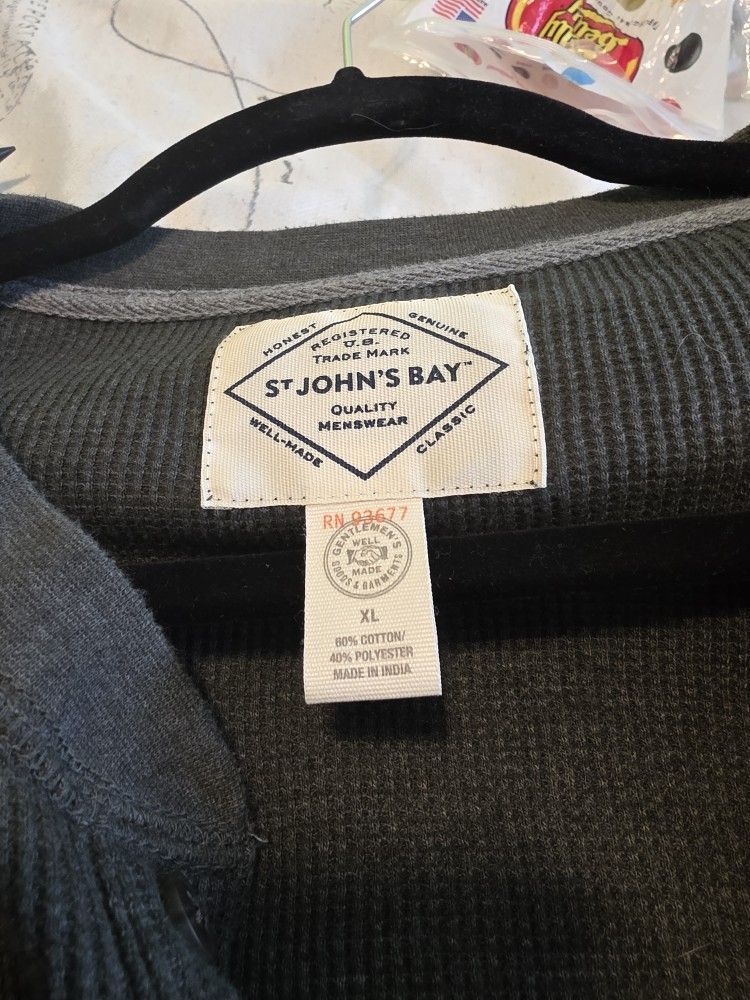 HONEST
GENUINE
REGISTERED
U.S.
TRADE MARK
ST JOHN'S BAY™
QUALITY
MENSWEAR
WELL-MADE
CLASSIC
RN 93677
GENTLEMEN'S
WELL
MADE
GOODS & GARMENTS
XL
60% COTTON/
40% POLYESTER
MADE IN INDIA